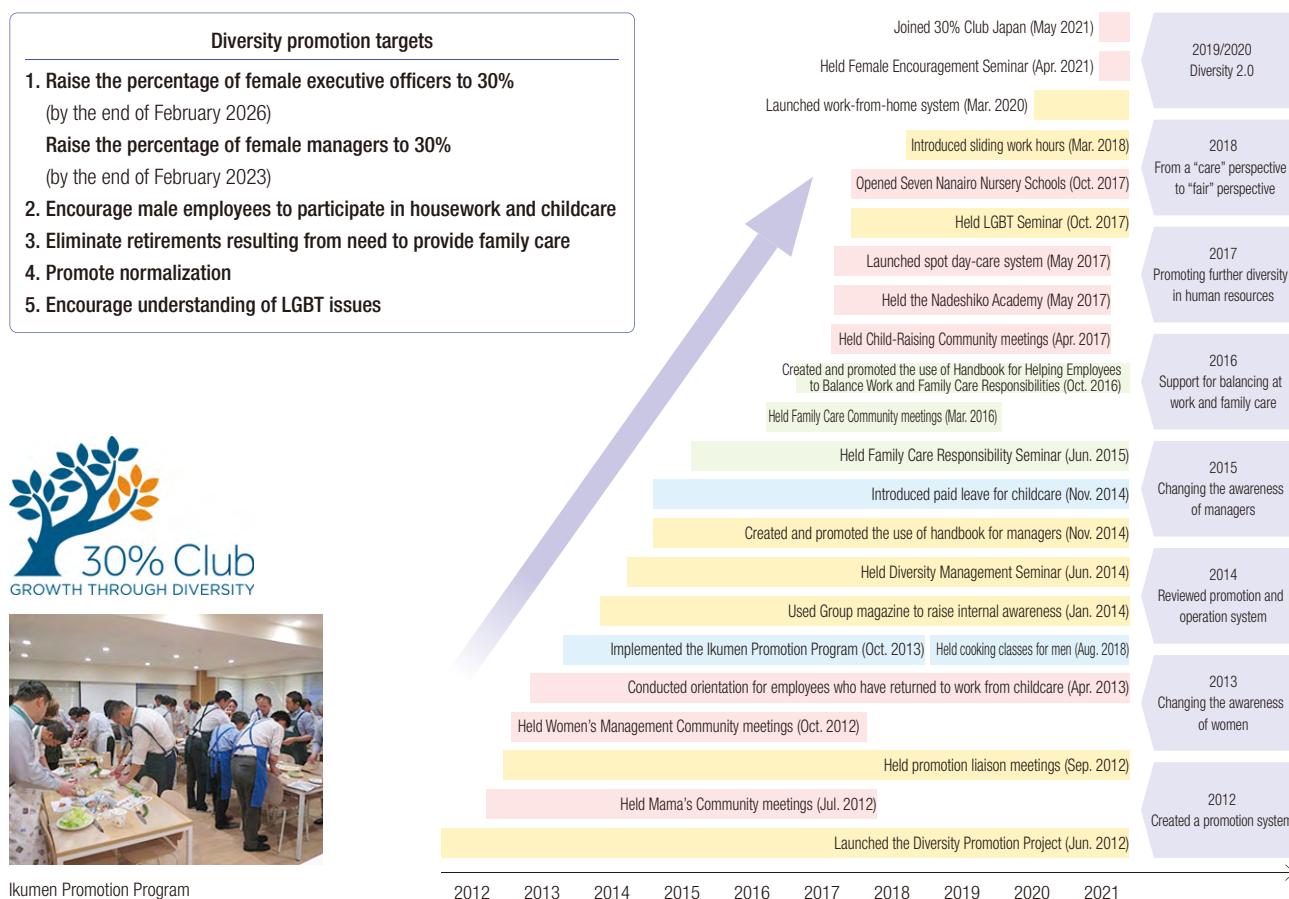 Diversity promotion targets
1. Raise the percentage of female executive officers to 30%
(by the end of February 2026)
Raise the percentage of female managers to 30%
(by the end of February 2023)
2. Encourage male employees to participate in housework and childcare
3. Eliminate retirements resulting from need to provide family care
4. Promote normalization
5. Encourage understanding of LGBT issues
30% Club
GROWTH THROUGH DIVERSITY
Ikumen Promotion Program
Joined 30% Club Japan (May 2021)
Held Female Encouragement Seminar (Apr. 2021)
Launched work-from-home system (Mar. 2020)
Introduced sliding work hours (Mar. 2018)
Opened Seven Nanairo Nursery Schools (Oct. 2017)
Held LGBT Seminar (Oct. 2017)
Launched spot day-care system (May 2017)
Held the Nadeshiko Academy (May 2017)
Held Child-Raising Community meetings (Apr. 2017)
Created and promoted the use of Handbook for Helping Employees
to Balance Work and Family Care Responsibilities (Oct. 2016)
Held Family Care Community meetings (Mar. 2016)
Held Family Care Responsibility Seminar (Jun. 2015)
Introduced paid leave for childcare (Nov. 2014)
Created and promoted the use of handbook for managers (Nov. 2014)
Held Diversity Management Seminar (Jun. 2014)
Used Group magazine to raise internal awareness (Jan. 2014)
Implemented the Ikumen Promotion Program (Oct. 2013) Held cooking classes for men (Aug. 2018)
Conducted orientation for employees who have returned to work from childcare (Apr. 2013)
Held Women's Management Community meetings (Oct. 2012)
Held promotion liaison meetings (Sep. 2012)
Held Mama's Community meetings (Jul. 2012)
Launched the Diversity Promotion Project (Jun. 2012)
2012 2013 2014 2015 2016 2017 2018 2019 2020 2021
2019/2020
Diversity 2.0
2018
From a “care” perspective
to “fair” perspective
2017
Promoting further diversity
in human resources
2016
Support for balancing at
work and family care
2015
Changing the awareness
of managers
2014
Reviewed promotion and
operation system
2013
Changing the awareness
of women
2012
Created a promotion system